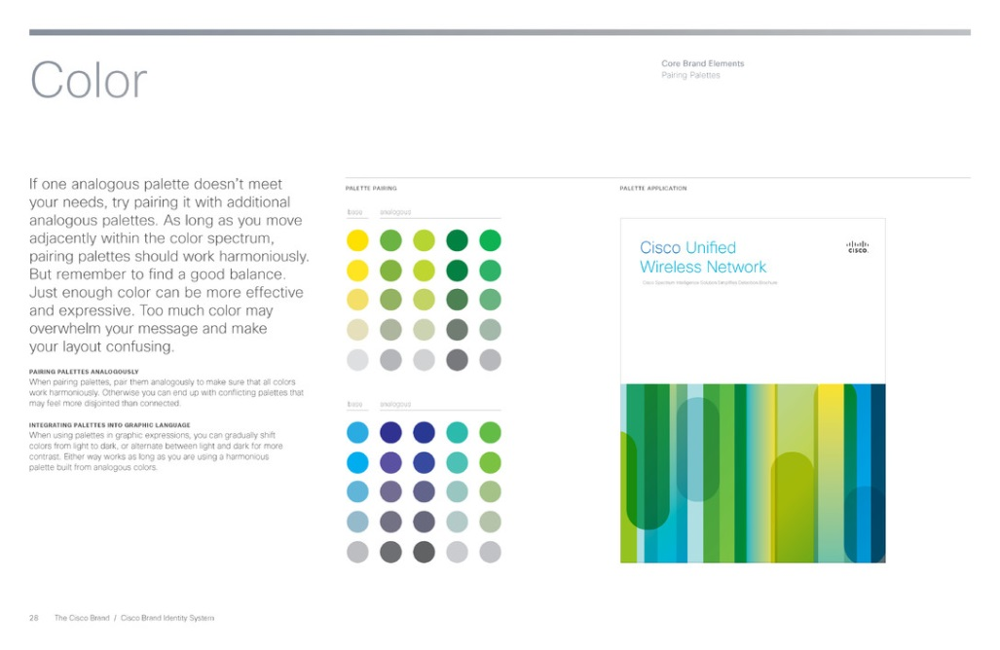 Color
Core Brand Elements
Pairing Palettes
If one analogous palette doesn't meet
your needs, try pairing it with additional
analogous palettes. As long as you move
adjacently within the color spectrum,
pairing palettes should work harmoniously.
But remember to find a good balance.
Just enough color can be more effective
and expressive. Too much color may
overwhelm your message and make
your layout confusing.
PAIRING PALETTES ANALOGOUSLY
When pairing palettes, pair them analogously to make sure that all colors
work harmoniously. Otherwise you can end up with conflicting palettes that
may feel more disjointed than connected.
INTEGRATING PALETTES INTO GRAPHIC LANGUAGE
When using palettes in graphic expressions, you can gradually shift
colors from light to dark, or alternate between light and dark for more
contrast. Either way works as long as you are using a harmonious
palette built from analogous colors.
PALETTE PAIRING
base analogous
base analogous
PALETTE APPLICATION
Cisco Unified
Wireless Network
CISCO.
28 The Cisco Brand / Cisco Brand Identity System